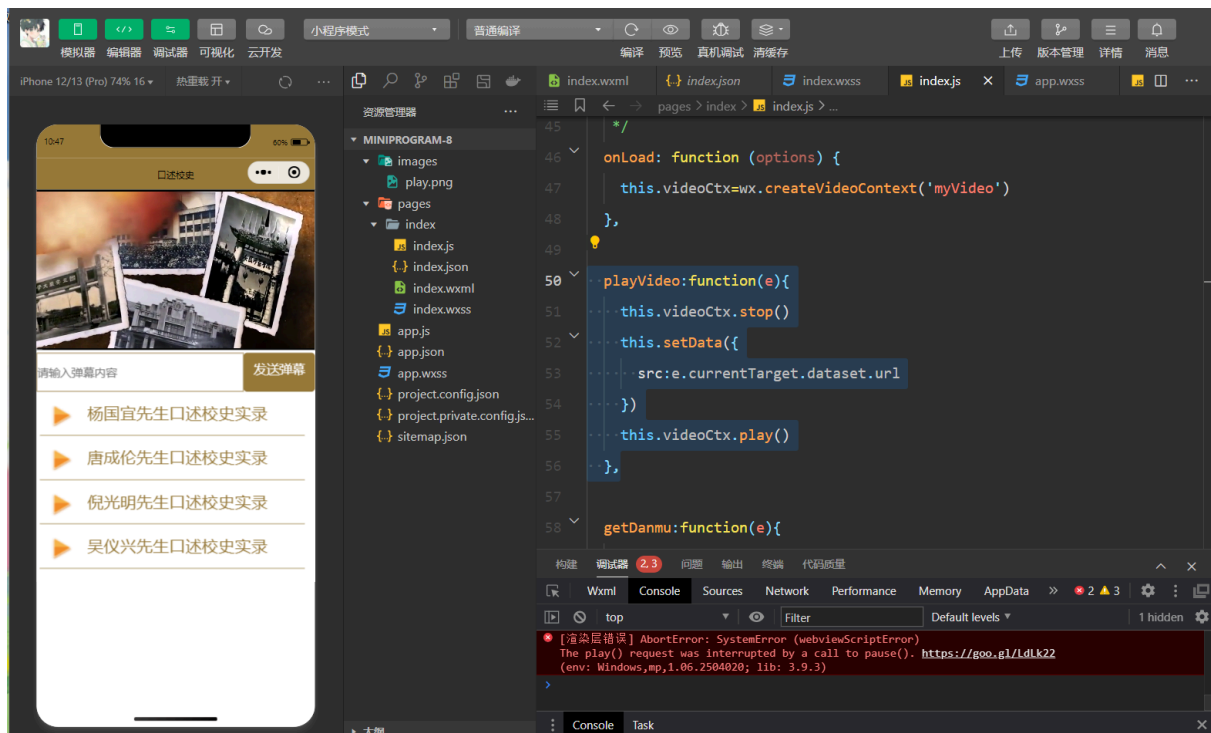 小程序模式 普通编译
模拟器 编辑器 调试器 可视化 云开发 编译 预览 真机调试 清缓存 上传 版本管理 详情 消息
iPhone 12/13 (Pro) 74% 16 热重载 开
10:47 60%
口述校史
请输入弹幕内容 发送弹幕
杨国宜先生口述校史实录
唐成伦先生口述校史实录
倪光明先生口述校史实录
吴仪兴先生口述校史实录
资源管理器
MINIPROGRAM-8
images
play.png
pages
index
index.js
index.json
index.wxml
index.wxss
app.js
app.json
app.wxss
project.config.json
project.private.config.js...
sitemap.json
大纲
index.wxml index.json index.wxss index.js app.wxss
pages > index > index.js > ...
45 */
46 onLoad: function (options) {
47 this.videoCtx=wx.createVideoContext('myVideo')
48 },
49
50 playVideo:function(e){
51 this.videoCtx.stop()
52 this.setData({
53 src:e.currentTarget.dataset.url
54 })
55 this.videoCtx.play()
56 },
57
58 getDanmu:function(e){
构建 调试器 2, 3 问题 输出 终端 代码质量
Wxml Console Sources Network Performance Memory AppData 2 3
top Filter Default levels 1 hidden
[渲染层错误] AbortError: SystemError (webviewScriptError)
The play() request was interrupted by a call to pause(). https://goo.gl/LdLk22
(env: Windows,mp,1.06.2504020; lib: 3.9.3)
Console Task